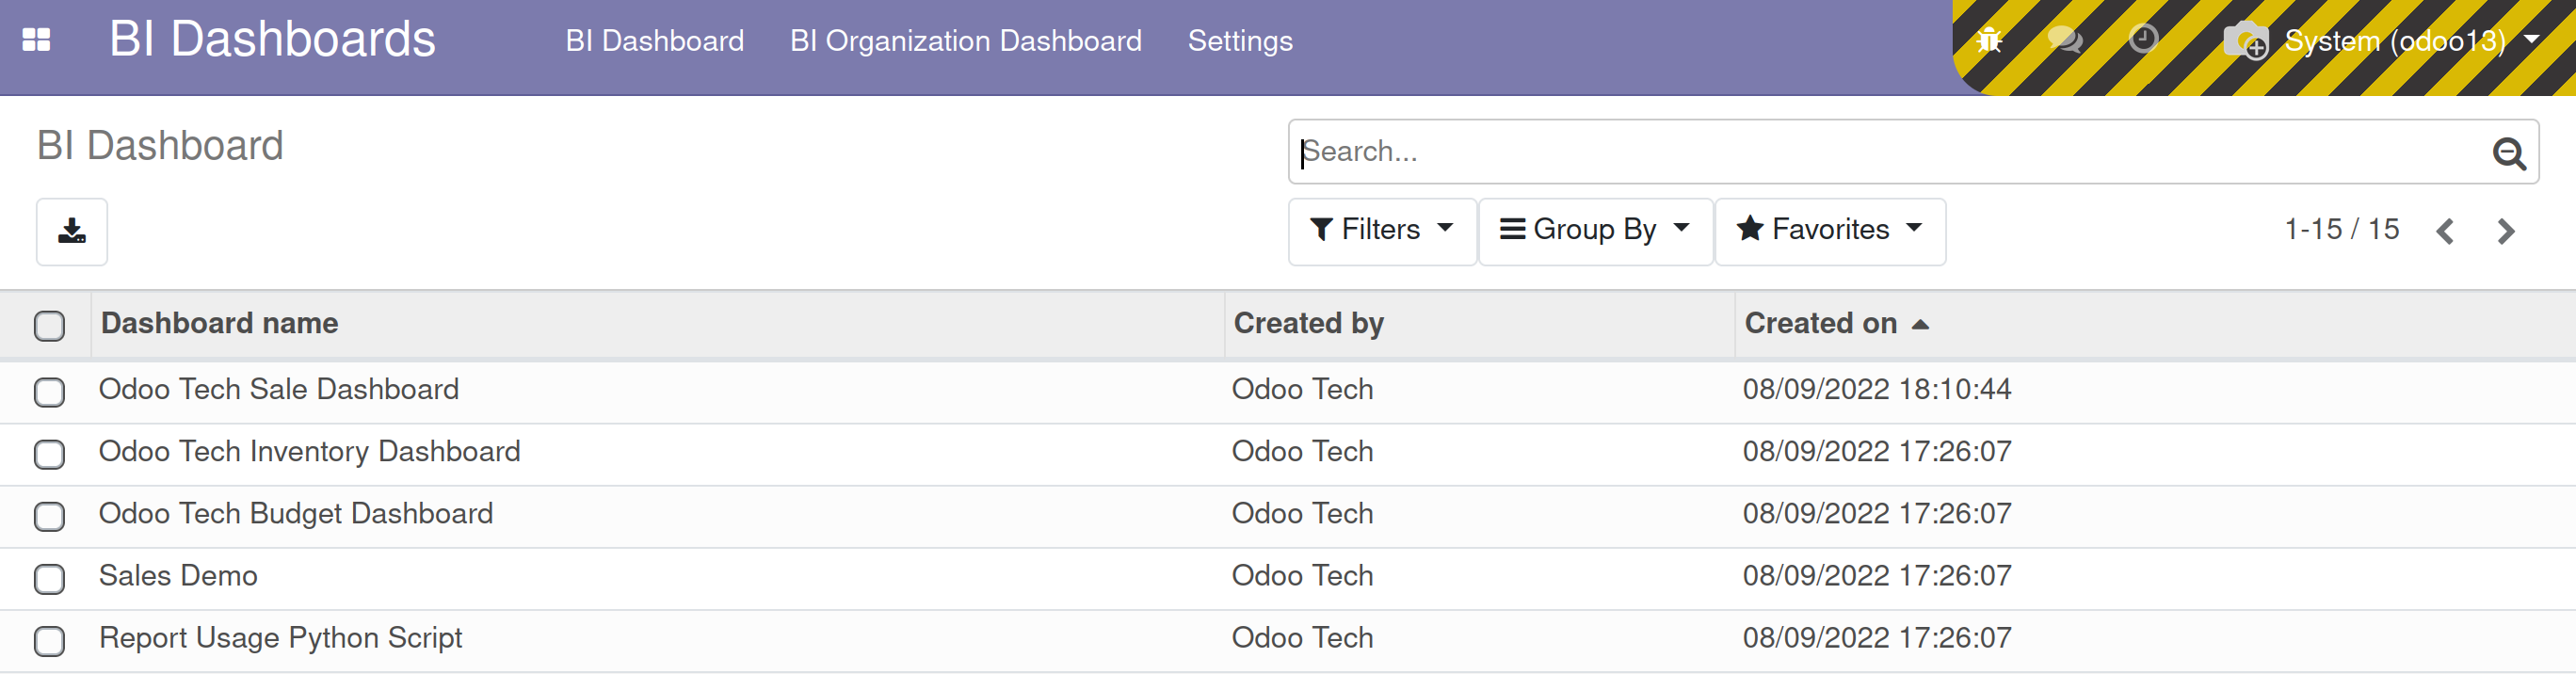 BI Dashboards BI Dashboard BI Organization Dashboard Settings System (odoo13)
BI Dashboard
Search...
Filters Group By Favorites 1-15 / 15
Dashboard name Created by Created on
Odoo Tech Sale Dashboard Odoo Tech 08/09/2022 18:10:44
Odoo Tech Inventory Dashboard Odoo Tech 08/09/2022 17:26:07
Odoo Tech Budget Dashboard Odoo Tech 08/09/2022 17:26:07
Sales Demo Odoo Tech 08/09/2022 17:26:07
Report Usage Python Script Odoo Tech 08/09/2022 17:26:07